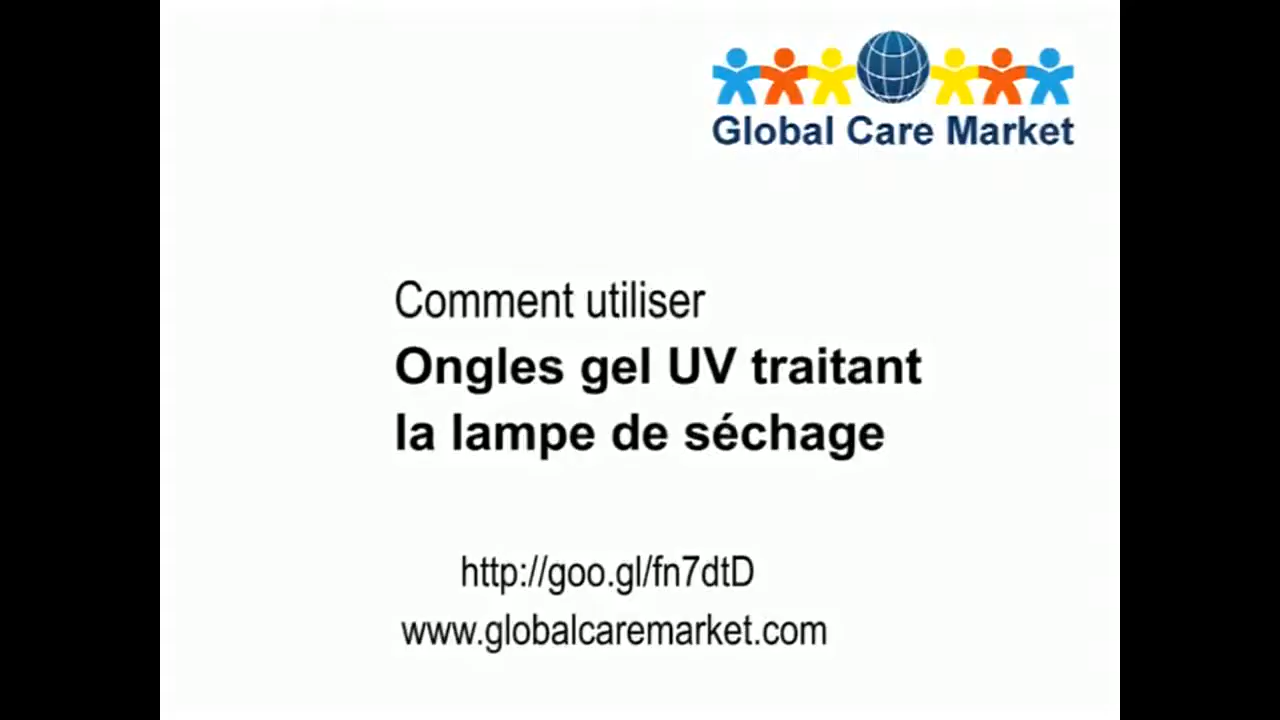 Global Care Market
Comment utiliser
Ongles gel UV traitant
la lampe de séchage
http://goo.gl/fn7dtD
www.globalcaremarket.com